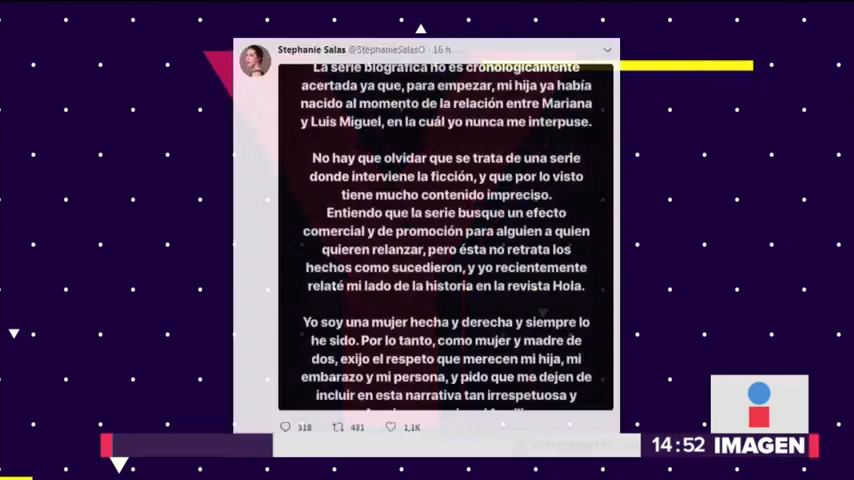 Stephanie Salas @StephanieSalasO · 16 h
La serie biográfica no es cronológicamente
acertada ya que, para empezar, mi hija ya había
nacido al momento de la relación entre Mariana
y Luis Miguel, en la cuál yo nunca me interpuse.
No hay que olvidar que se trata de una serie
donde interviene la ficción, y que por lo visto
tiene mucho contenido impreciso.
Entiendo que la serie busque un efecto
comercial y de promoción para alguien a quien
quieren relanzar, pero ésta no retrata los
hechos como sucedieron, y yo recientemente
relaté mi lado de la historia en la revista Hola.
Yo soy una mujer hecha y derecha y siempre lo
he sido. Por lo tanto, como mujer y madre de
dos, exijo el respeto que merecen mi hija, mi
embarazo y mi persona, y pido que me dejen de
incluir en esta narrativa tan irrespetuosa y
318 431 1,1K
14:52 IMAGEN